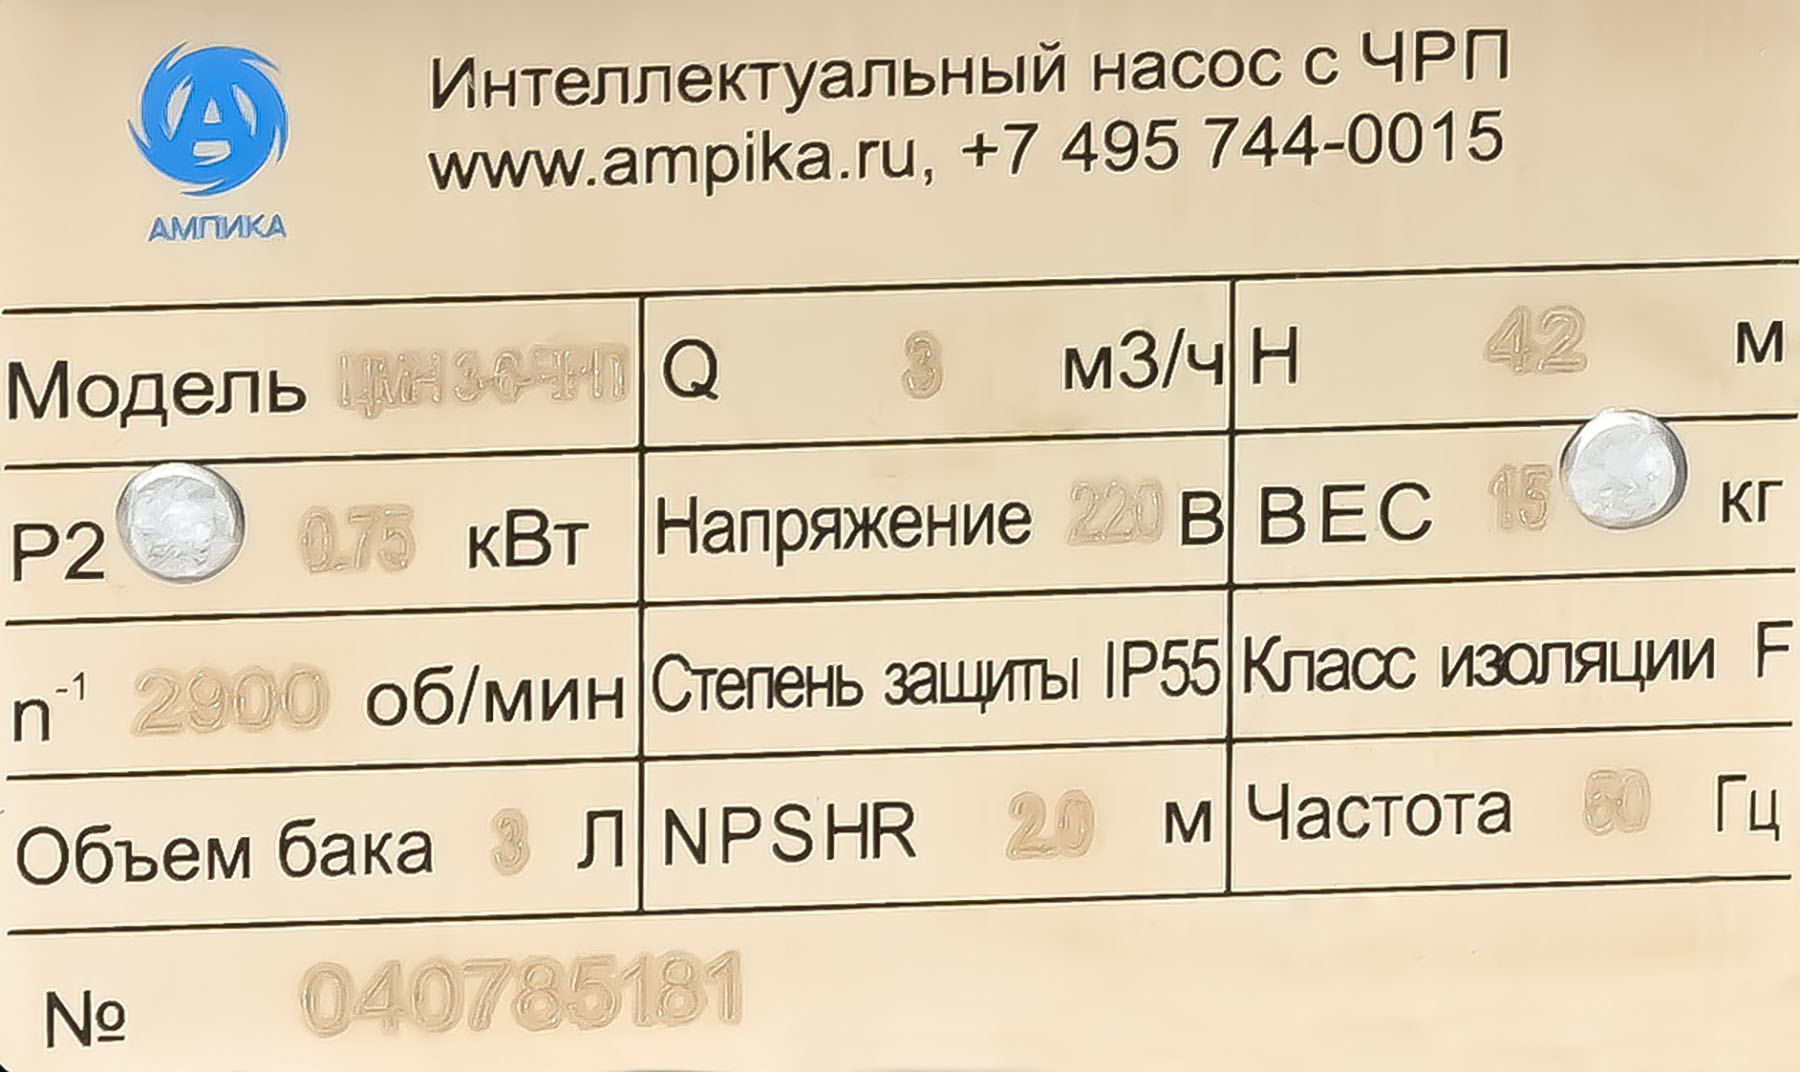 Интеллектуальный насос с ЧРП
www.ampika.ru, +7 495 744-0015
АМПИКА
Модель ЦМН 3-6-ЧРП Q 3 м3/ч H 42 м
P2 0.75 кВт Напряжение 220 В ВЕС 15 кг
n⁻¹ 2900 об/мин Степень защиты IP55 Класс изоляции F
Объем бака 3 Л NPSHR 2.0 м Частота 50 Гц
№ 040785181